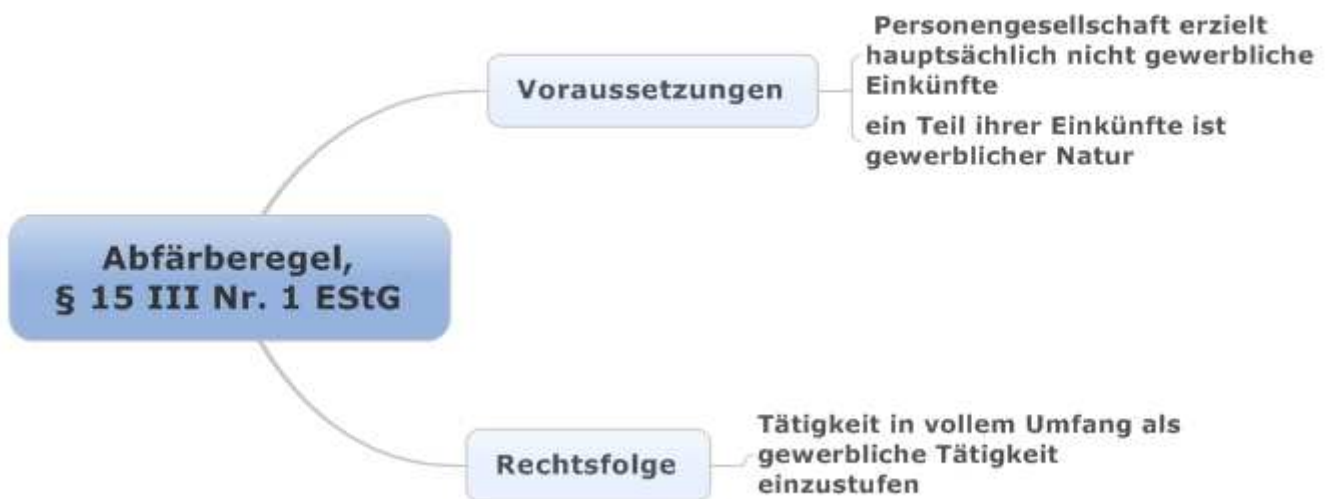 Abfärberegel,
§ 15 III Nr. 1 EStG
Voraussetzungen
Personengesellschaft erzielt
hauptsächlich nicht gewerbliche
Einkünfte
ein Teil ihrer Einkünfte ist
gewerblicher Natur
Rechtsfolge
Tätigkeit in vollem Umfang als
gewerbliche Tätigkeit
einzustufen